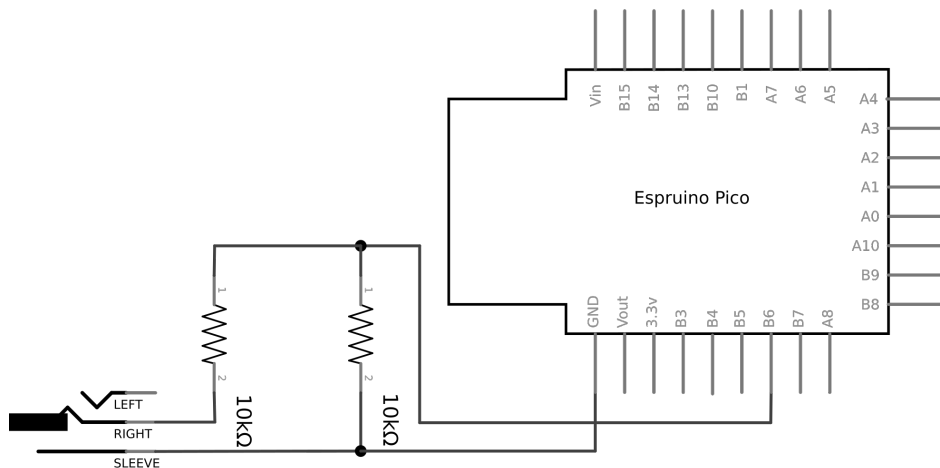 Vin
B15
B14
B13
B10
B1
A7
A6
A5
A4
A3
A2
A1
A0
A10
B9
B8
Espruino Pico
GND
Vout
3.3v
B3
B4
B5
B6
B7
A8
1
2
10kΩ
1
2
10kΩ
LEFT
RIGHT
SLEEVE